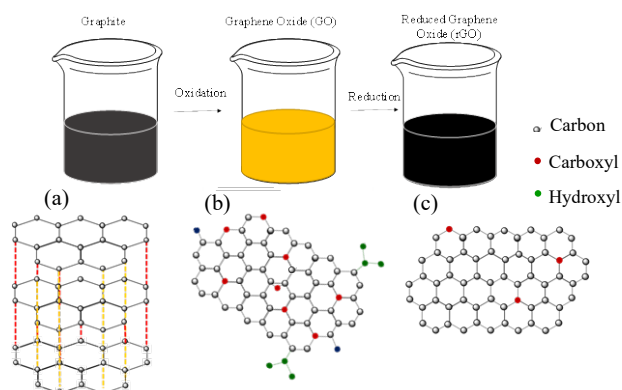 Graphite
Graphene Oxide (GO)
Reduced Graphene
Oxide (rGO)
Oxidation
Reduction
Carbon
Carboxyl
Hydroxyl
(a)
(b)
(c)